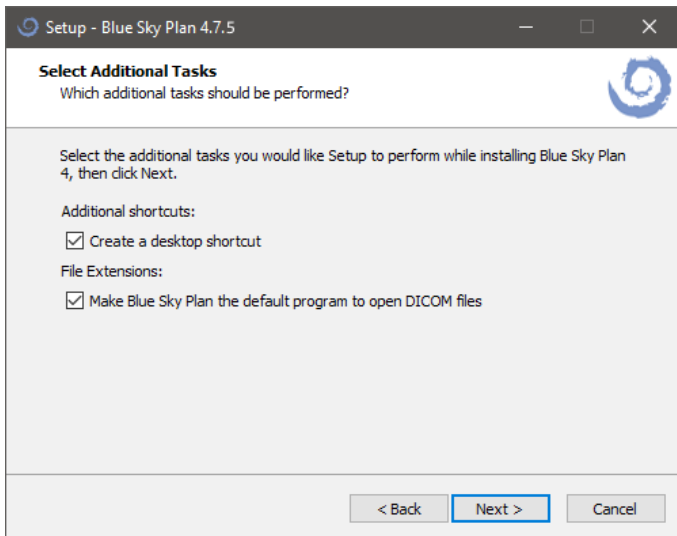 Setup - Blue Sky Plan 4.7.5
Select Additional Tasks
Which additional tasks should be performed?
Select the additional tasks you would like Setup to perform while installing Blue Sky Plan
4, then click Next.
Additional shortcuts:
Create a desktop shortcut
File Extensions:
Make Blue Sky Plan the default program to open DICOM files
< Back Next > Cancel